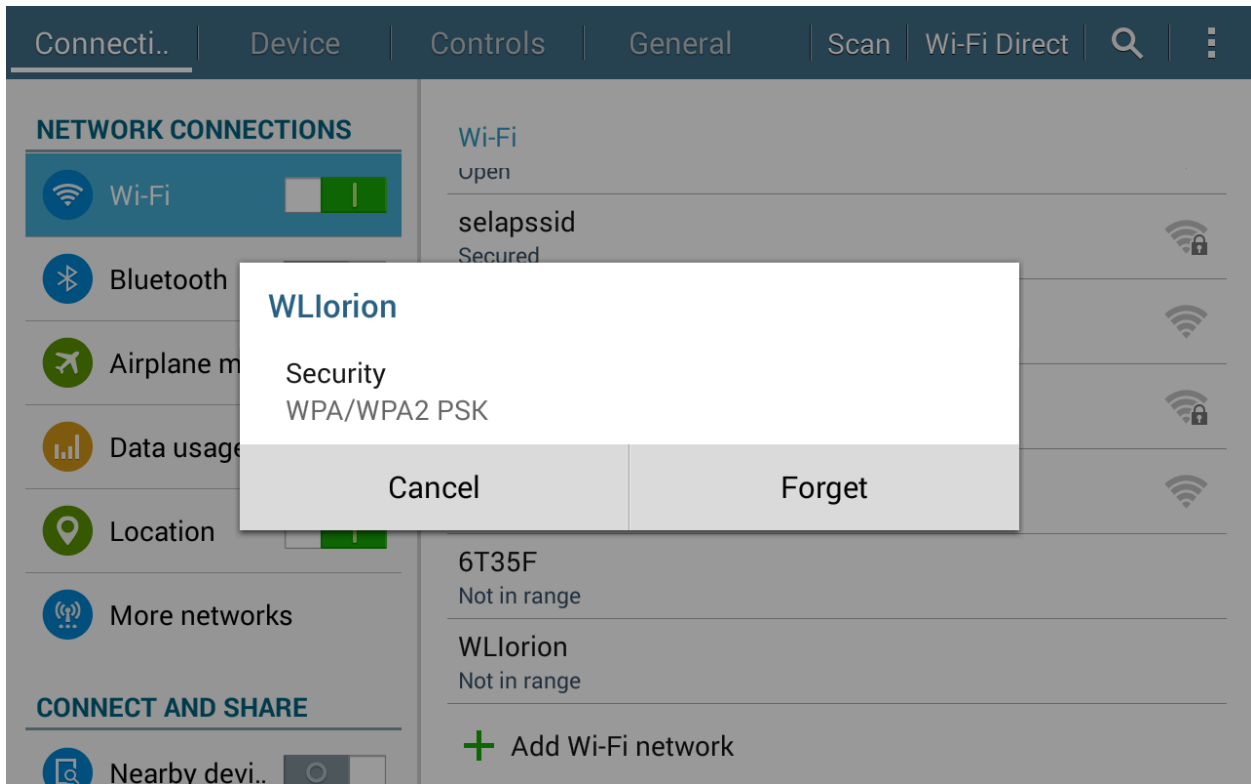 Connecti..
Device
Controls
General
Scan
Wi-Fi Direct
NETWORK CONNECTIONS
Wi-Fi
Bluetooth
Airplane m
Data usage
Location
More networks
CONNECT AND SHARE
Nearby devi..
Wi-Fi
Open
selapssid
Secured
WLIorion
Security
WPA/WPA2 PSK
Cancel
Forget
6T35F
Not in range
WLIorion
Not in range
Add Wi-Fi network